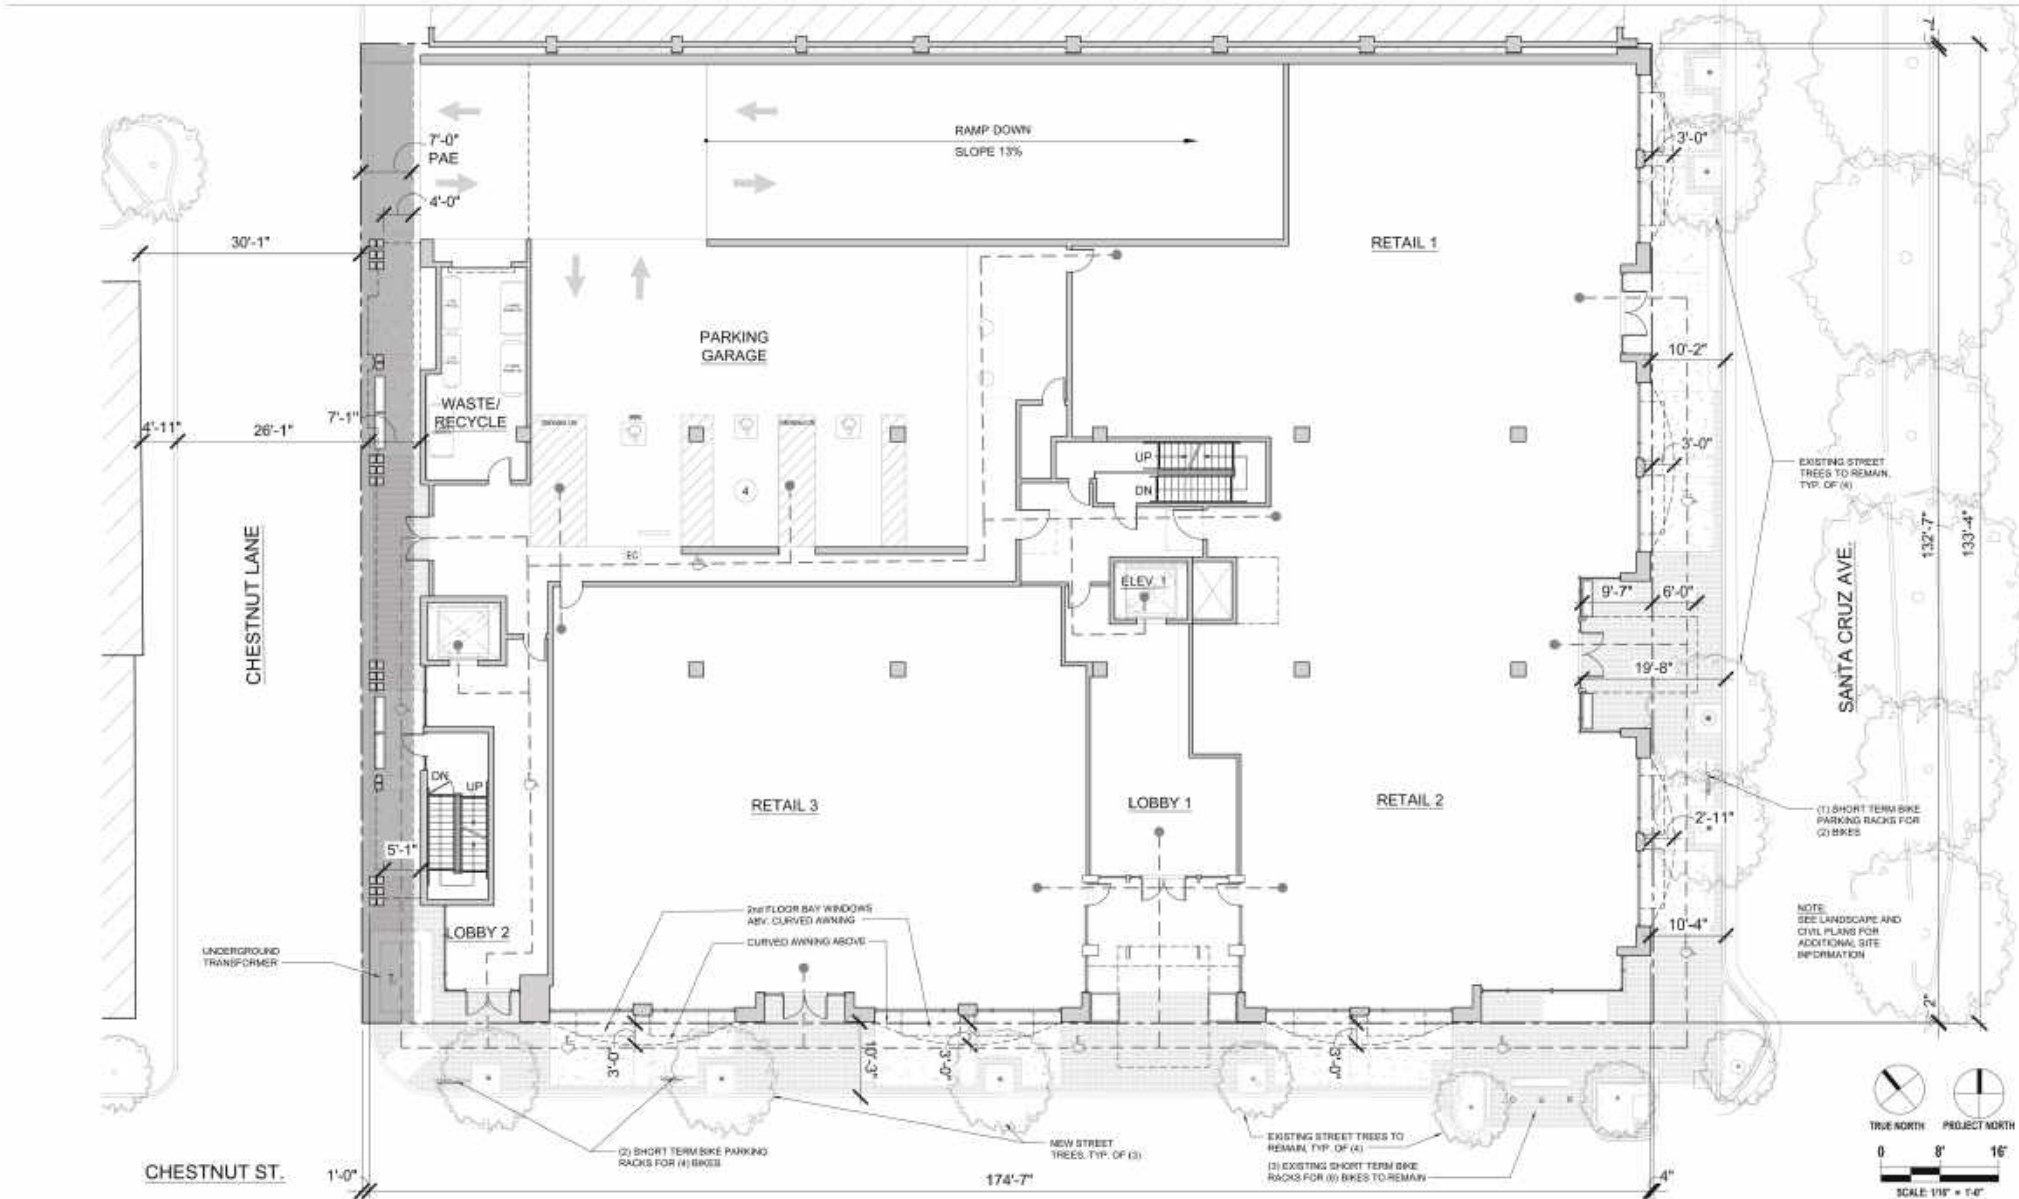 7"
7'-0"
PAE
4'-0"
RAMP DOWN
SLOPE 13%
3'-0"
30'-1"
RETAIL 1
PARKING
GARAGE
10'-2"
WASTE/
RECYCLE
7'-1"
4'-11"
26'-1"
UP
DN
3'-0"
EXISTING STREET
TREES TO REMAIN,
TYP. OF (4)
4
EC
CHESTNUT LANE
ELEV. 1
9'-7"
6'-0"
19'-8"
SANTA CRUZ AVE.
132'-7"
133'-4"
DN
UP
RETAIL 3
LOBBY 1
RETAIL 2
(1) SHORT TERM BIKE
PARKING RACKS FOR
(2) BIKES
2'-11"
5'-1"
2nd FLOOR BAY WINDOWS
ABV. CURVED AWNING
CURVED AWNING ABOVE
LOBBY 2
UNDERGROUND
TRANSFORMER
10'-4"
NOTE:
SEE LANDSCAPE AND
CIVIL PLANS FOR
ADDITIONAL SITE
INFORMATION
2"
3'-0"
10'-3"
3'-0"
3'-0"
(2) SHORT TERM BIKE PARKING
RACKS FOR (4) BIKES
NEW STREET
TREES, TYP. OF (3)
EXISTING STREET TREES TO
REMAIN, TYP. OF (4)
(3) EXISTING SHORT TERM BIKE
RACKS FOR (6) BIKES TO REMAIN
TRUE NORTH
PROJECT NORTH
0 8' 16'
SCALE: 1/16" = 1'-0"
CHESTNUT ST.
1'-0"
174'-7"
4"